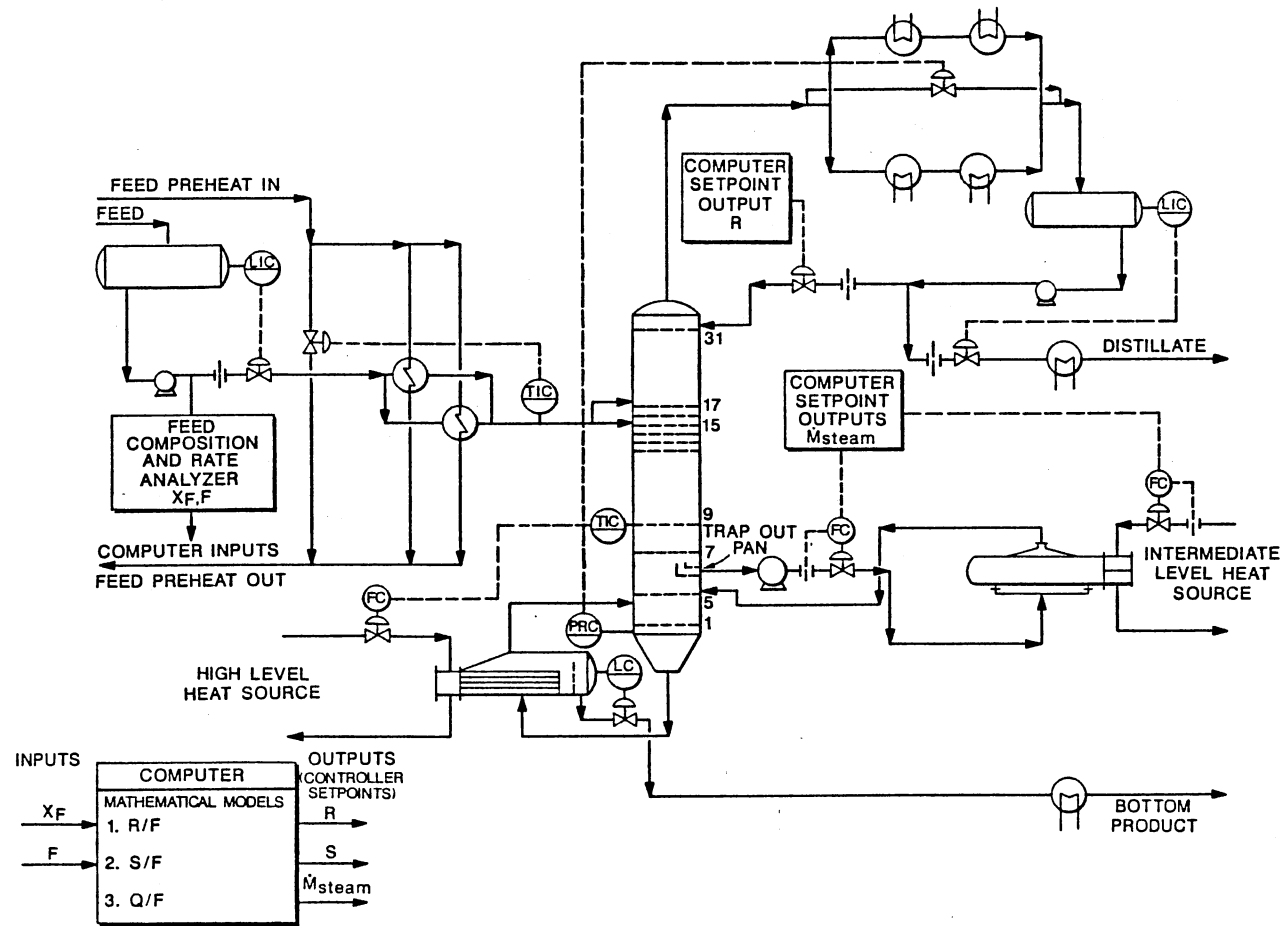 COMPUTER
SETPOINT
OUTPUT
R
FEED PREHEAT IN
FEED
LIC
LIC
31
DISTILLATE
TIC
COMPUTER
SETPOINT
OUTPUTS
Ṁsteam
17
15
FEED
COMPOSITION
AND RATE
ANALYZER
XF,F
FC
TIC
9
TRAP OUT
PAN
FC
7
COMPUTER INPUTS
FEED PREHEAT OUT
INTERMEDIATE
LEVEL HEAT
SOURCE
FC
5
PRC
1
HIGH LEVEL
HEAT SOURCE
LC
INPUTS
OUTPUTS
(CONTROLLER
SETPOINTS)
COMPUTER
MATHEMATICAL MODELS
XF
1. R/F
R
F
2. S/F
S
3. Q/F
Ṁsteam
BOTTOM
PRODUCT